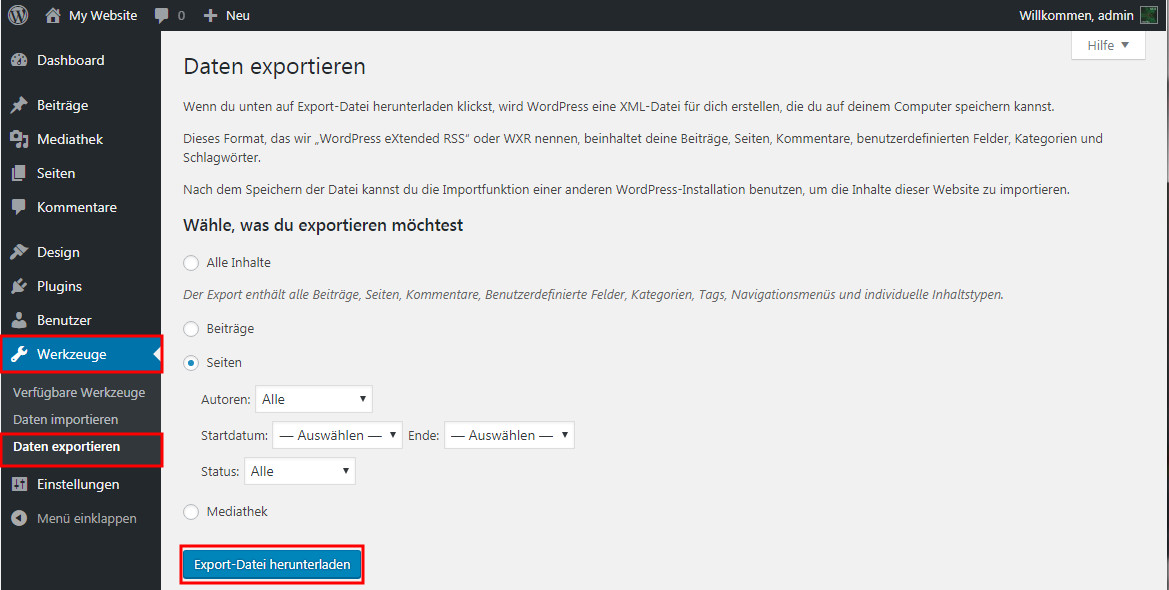 My Website 0 Neu Willkommen, admin
Hilfe
Dashboard
Beiträge
Mediathek
Seiten
Kommentare
Design
Plugins
Benutzer
Werkzeuge
Verfügbare Werkzeuge
Daten importieren
Daten exportieren
Einstellungen
Menü einklappen
Daten exportieren
Wenn du unten auf Export-Datei herunterladen klickst, wird WordPress eine XML-Datei für dich erstellen, die du auf deinem Computer speichern kannst.
Dieses Format, das wir „WordPress eXtended RSS“ oder WXR nennen, beinhaltet deine Beiträge, Seiten, Kommentare, benutzerdefinierten Felder, Kategorien und
Schlagwörter.
Nach dem Speichern der Datei kannst du die Importfunktion einer anderen WordPress-Installation benutzen, um die Inhalte dieser Website zu importieren.
Wähle, was du exportieren möchtest
Alle Inhalte
Der Export enthält alle Beiträge, Seiten, Kommentare, Benutzerdefinierte Felder, Kategorien, Tags, Navigationsmenüs und individuelle Inhaltstypen.
Beiträge
Seiten
Autoren: Alle
Startdatum: — Auswählen — Ende: — Auswählen —
Status: Alle
Mediathek
Export-Datei herunterladen